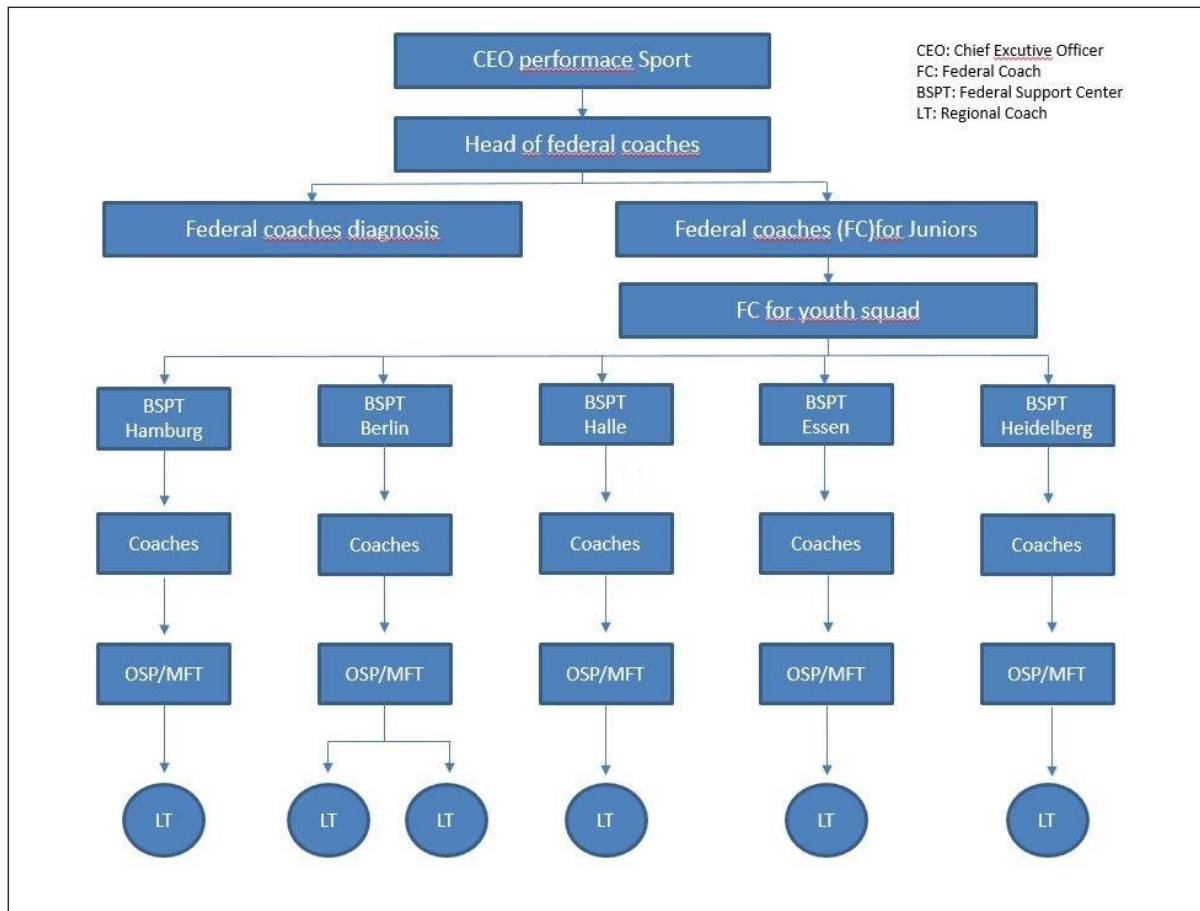 CEO performace Sport
CEO: Chief Excutive Officer
FC: Federal Coach
BSPT: Federal Support Center
LT: Regional Coach
Head of federal coaches
Federal coaches diagnosis
Federal coaches (FC)for Juniors
FC for youth squad
BSPT
Hamburg
BSPT
Berlin
BSPT
Halle
BSPT
Essen
BSPT
Heidelberg
Coaches
Coaches
Coaches
Coaches
Coaches
OSP/MFT
OSP/MFT
OSP/MFT
OSP/MFT
OSP/MFT
LT
LT
LT
LT
LT
LT